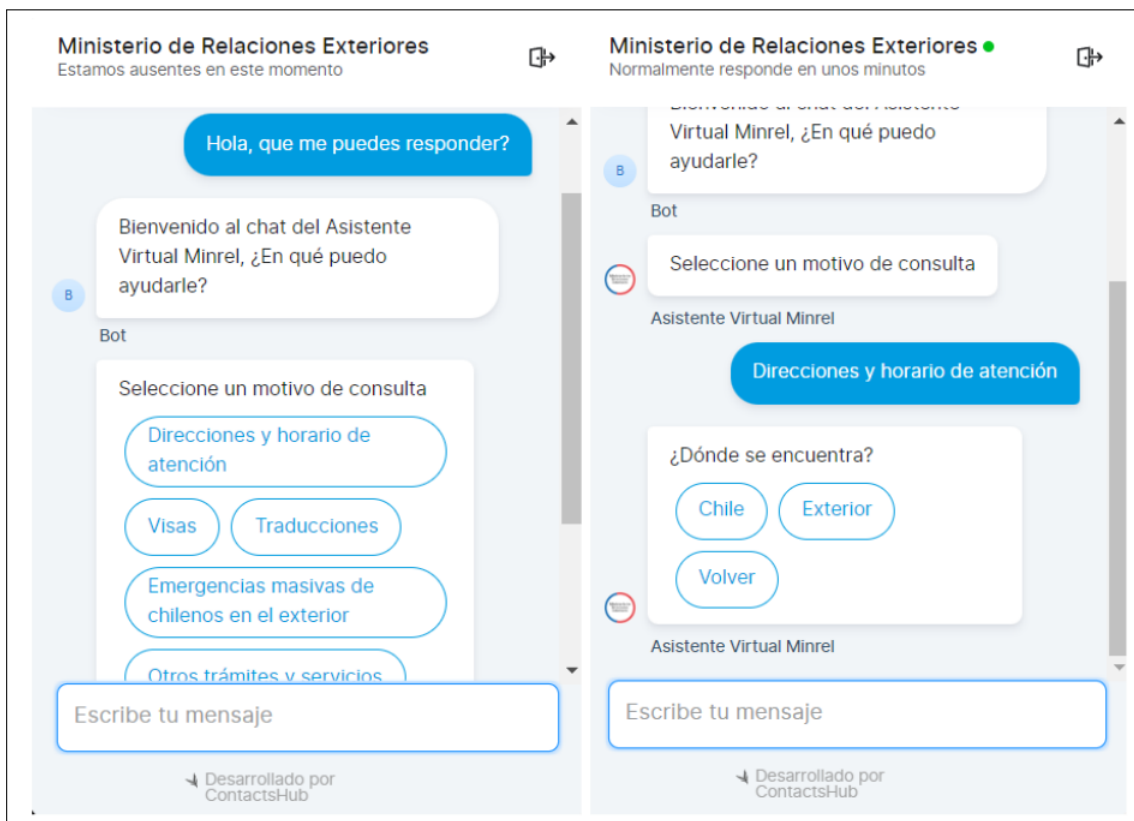 Ministerio de Relaciones Exteriores
Estamos ausentes en este momento
Hola, que me puedes responder?
Bienvenido al chat del Asistente
Virtual Minrel, ¿En qué puedo
ayudarle?
B
Bot
Seleccione un motivo de consulta
Direcciones y horario de
atención
Visas
Traducciones
Emergencias masivas de
chilenos en el exterior
Otros trámites y servicios
Escribe tu mensaje
Desarrollado por
ContactsHub
Ministerio de Relaciones Exteriores
Normalmente responde en unos minutos
Bienvenido al chat del Asistente
Virtual Minrel, ¿En qué puedo
ayudarle?
B
Bot
Seleccione un motivo de consulta
Asistente Virtual Minrel
Direcciones y horario de atención
¿Dónde se encuentra?
Chile
Exterior
Volver
Asistente Virtual Minrel
Escribe tu mensaje
Desarrollado por
ContactsHub